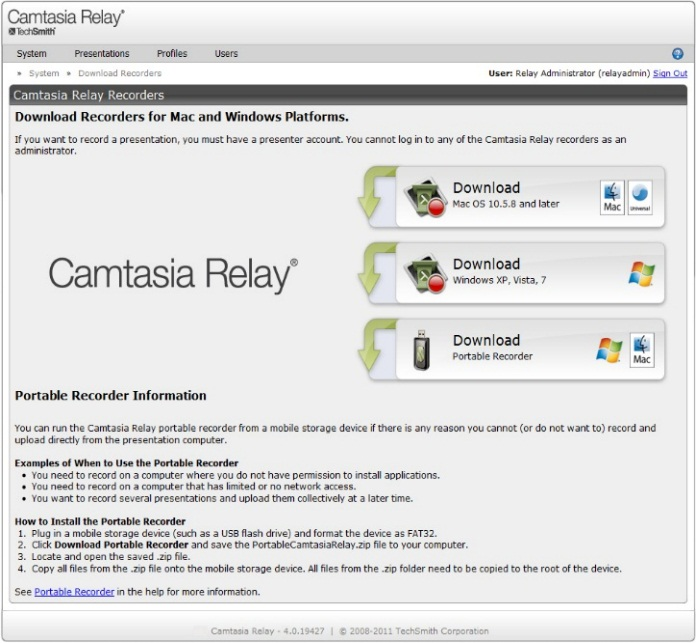 Camtasia Relay®
TechSmith®
System Presentations Profiles Users
» System » Download Recorders
User: Relay Administrator (relayadmin) Sign Out
Camtasia Relay Recorders
Download Recorders for Mac and Windows Platforms.
If you want to record a presentation, you must have a presenter account. You cannot log in to any of the Camtasia Relay recorders as an
administrator.
Download
Mac OS 10.5.8 and later
Mac
Universal
Camtasia Relay®
Download
Windows XP, Vista, 7
Download
Portable Recorder
Mac
Portable Recorder Information
You can run the Camtasia Relay portable recorder from a mobile storage device if there is any reason you cannot (or do not want to) record and
upload directly from the presentation computer.
Examples of When to Use the Portable Recorder
• You need to record on a computer where you do not have permission to install applications.
• You need to record on a computer that has limited or no network access.
• You want to record several presentations and upload them collectively at a later time.
How to Install the Portable Recorder
1. Plug in a mobile storage device (such as a USB flash drive) and format the device as FAT32.
2. Click Download Portable Recorder and save the PortableCamtasiaRelay.zip file to your computer.
3. Locate and open the saved .zip file.
4. Copy all files from the .zip file onto the mobile storage device. All files from the .zip folder need to be copied to the root of the device.
See Portable Recorder in the help for more information.
Camtasia Relay - 4.0.19427 | © 2008-2011 TechSmith Corporation